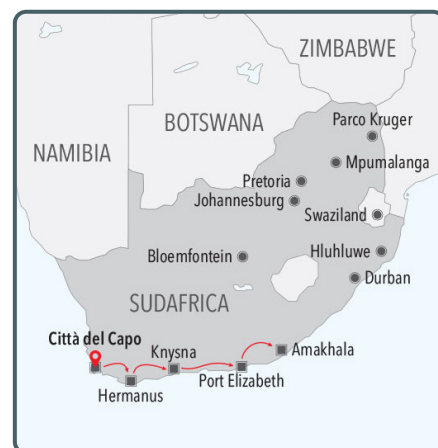 ZIMBABWE
BOTSWANA
NAMIBIA
Parco Kruger
Mpumalanga
Pretoria
Johannesburg
Swaziland
Bloemfontein
Hluhluwe
Durban
SUDAFRICA
Città del Capo
Knysna
Amakhala
Port Elizabeth
Hermanus